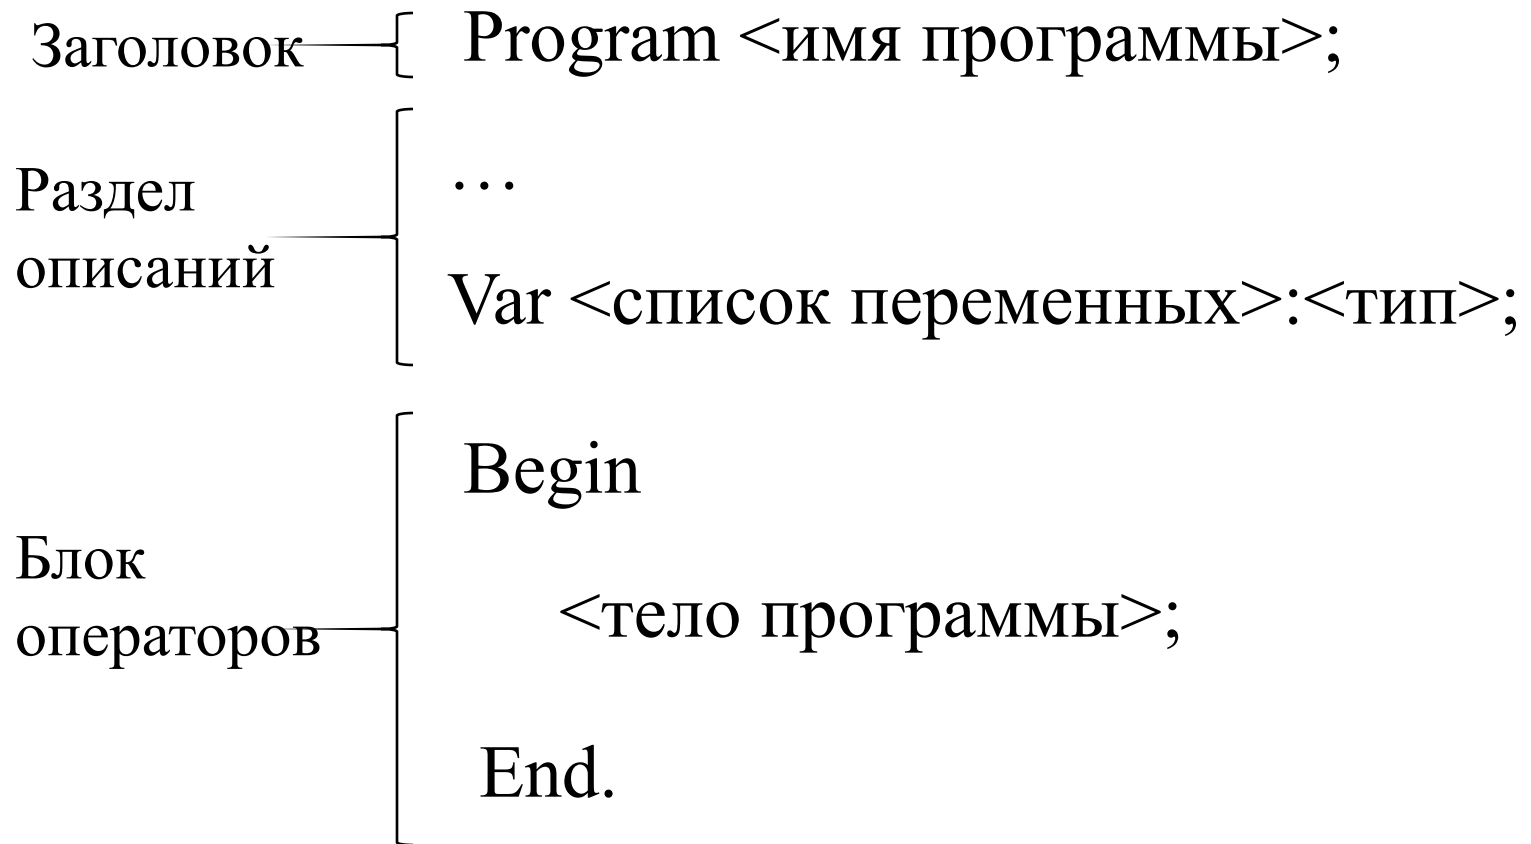 Заголовок
Program <имя программы>;
Раздел
описаний
…
Var <список переменных>:<тип>;
Блок
операторов
Begin
<тело программы>;
End.